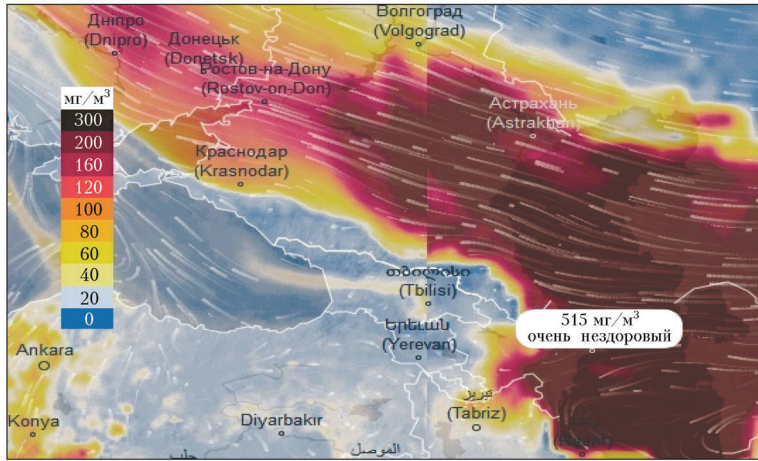 Дніпро
(Dnipro)
Донецьк
(Donetsk)
Ростов-на-Дону
(Rostov-on-Don)
Волгоград
(Volgograd)
Астрахань
(Astrakhan)
Краснодар
(Krasnodar)
мг/м³
300
200
160
120
100
80
60
40
20
0
თბილისი
(Tbilisi)
Երևան
(Yerevan)
515 мг/м³
очень нездоровый
Ankara
Konya
Diyarbakır
تبریز
(Tabriz)
(Rasht)
الموصل
حلب